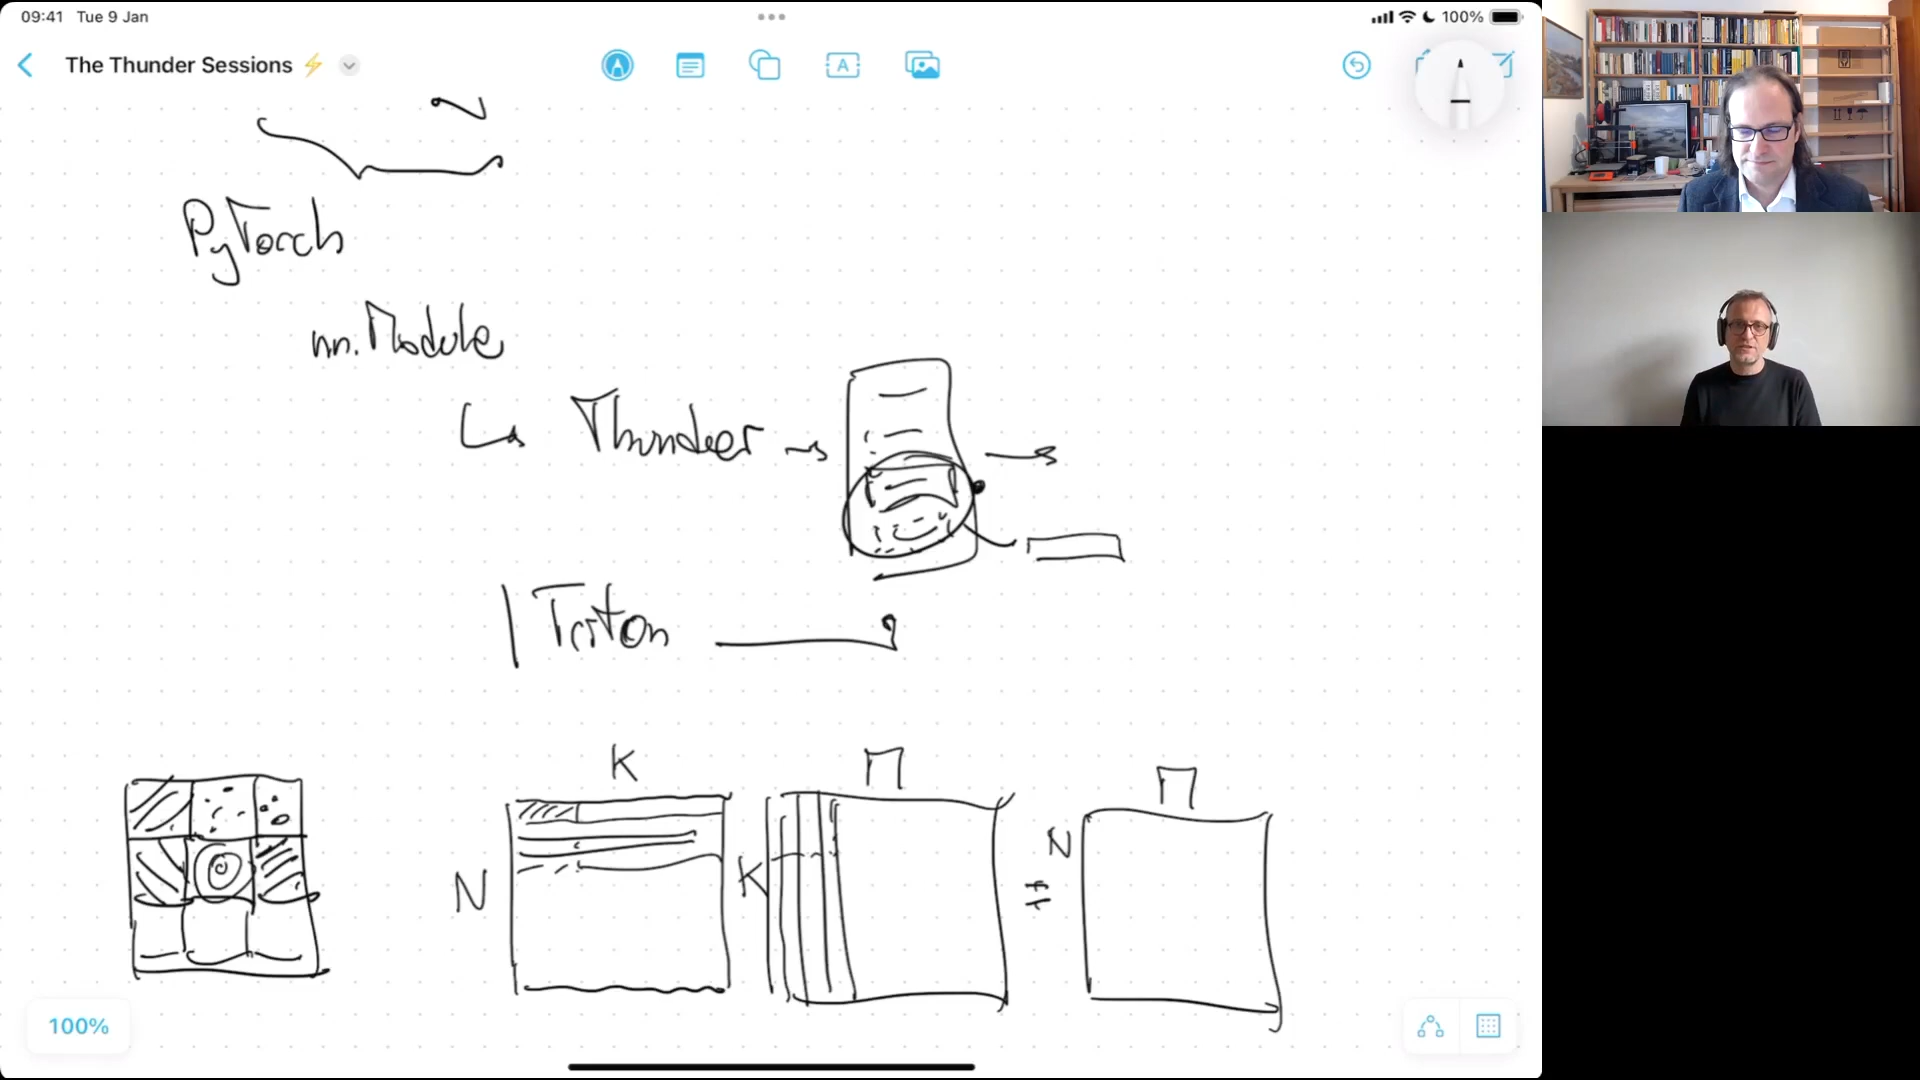 09:41 Tue 9 Jan
100%
The Thunder Sessions ⚡
A
PyTorch
nn.Module
↳ Thunder → →
| Triton
K
M
M
N
K
N
100%